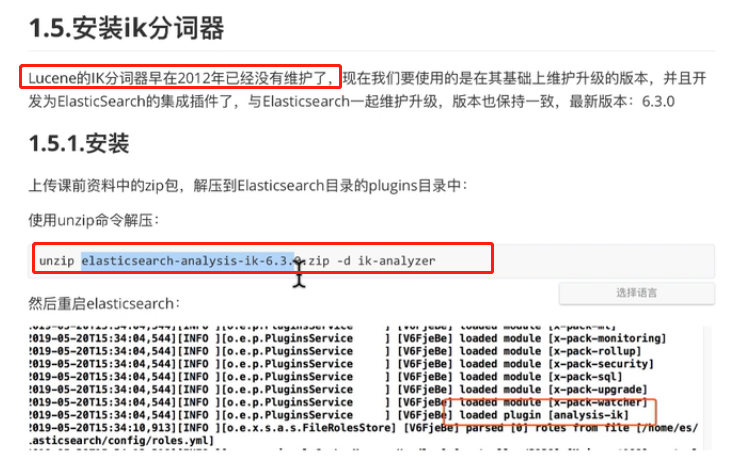 1.5.安装ik分词器
Lucene的IK分词器早在2012年已经没有维护了，现在我们要使用的是在其基础上维护升级的版本，并且开
发为ElasticSearch的集成插件了，与Elasticsearch一起维护升级，版本也保持一致，最新版本：6.3.0
1.5.1.安装
上传课前资料中的zip包，解压到Elasticsearch目录的plugins目录中：
使用unzip命令解压：
unzip elasticsearch-analysis-ik-6.3.0.zip -d ik-analyzer
选择语言
然后重启elasticsearch：
2019-05-20T15:34:04,544][INFO ][o.e.p.PluginsService     ] [V6FjeBe] loaded module [x-pack-ml]
2019-05-20T15:34:04,544][INFO ][o.e.p.PluginsService     ] [V6FjeBe] loaded module [x-pack-monitoring]
2019-05-20T15:34:04,544][INFO ][o.e.p.PluginsService     ] [V6FjeBe] loaded module [x-pack-rollup]
2019-05-20T15:34:04,544][INFO ][o.e.p.PluginsService     ] [V6FjeBe] loaded module [x-pack-security]
2019-05-20T15:34:04,544][INFO ][o.e.p.PluginsService     ] [V6FjeBe] loaded module [x-pack-sql]
2019-05-20T15:34:04,544][INFO ][o.e.p.PluginsService     ] [V6FjeBe] loaded module [x-pack-upgrade]
2019-05-20T15:34:04,544][INFO ][o.e.p.PluginsService     ] [V6FjeBe] loaded module [x-pack-watcher]
2019-05-20T15:34:04,544][INFO ][o.e.p.PluginsService     ] [V6FjeBe] loaded plugin [analysis-ik]
2019-05-20T15:34:10,913][INFO ][o.e.x.s.a.s.FileRolesStore] [V6FjeBe] parsed [0] roles from file [/home/es/
.asticsearch/config/roles.yml]